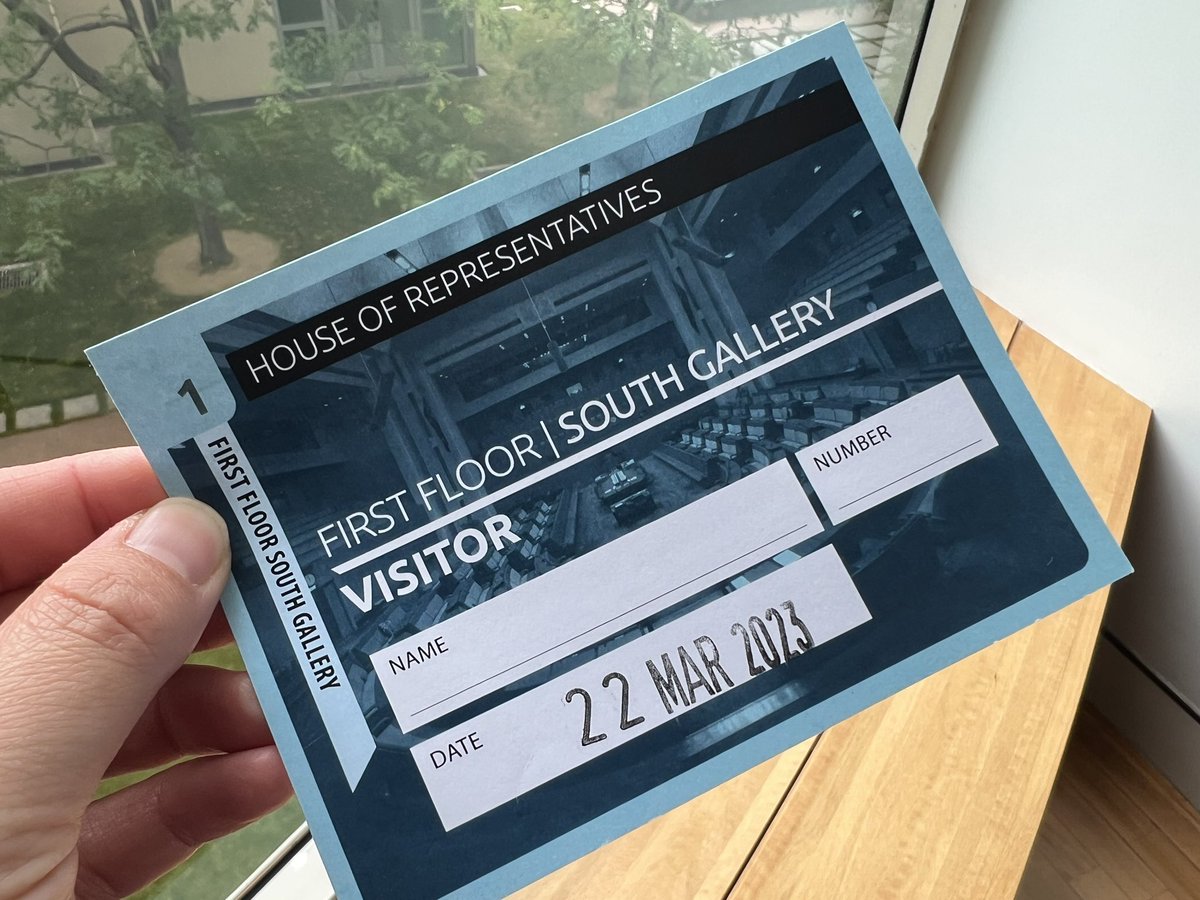 HOUSE OF REPRESENTATIVES
1
FIRST FLOOR SOUTH GALLERY
FIRST FLOOR | SOUTH GALLERY
VISITOR
NAME
NUMBER
DATE 22 MAR 2023